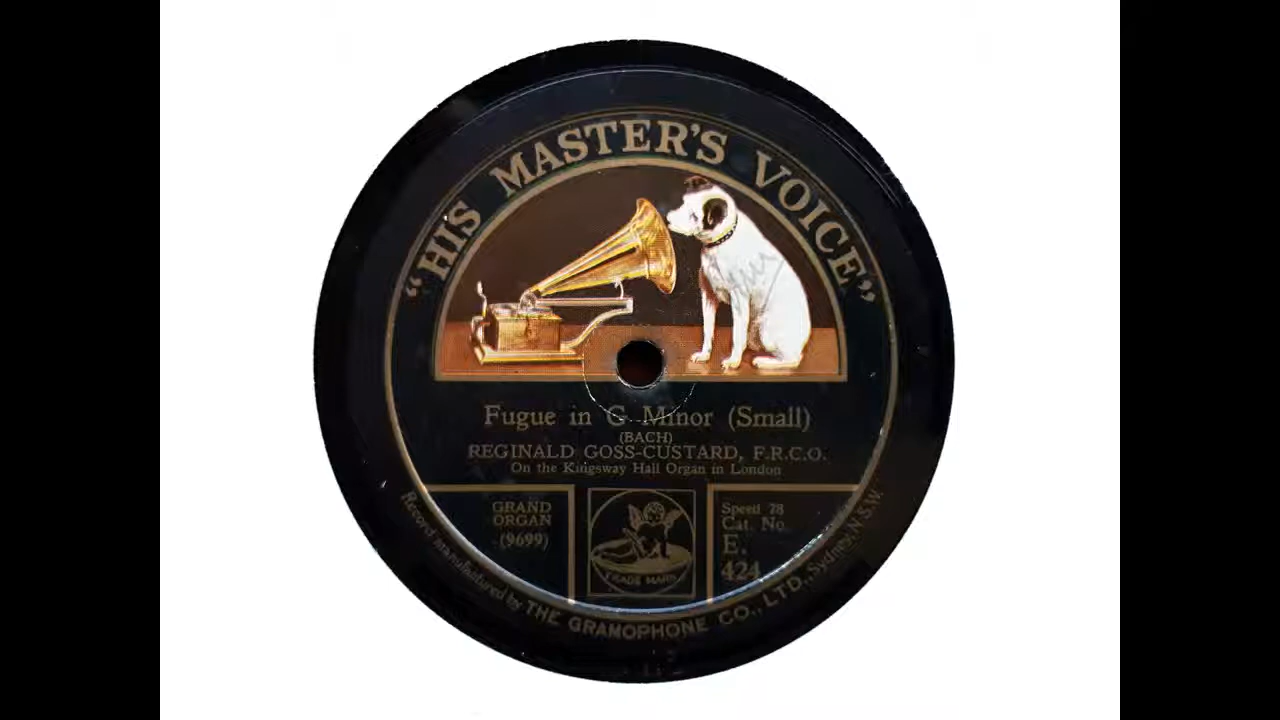 "HIS MASTER'S VOICE"
Fugue in G Minor (Small)
(BACH)
REGINALD GOSS-CUSTARD, F.R.C.O.
On the Kingsway Hall Organ in London
GRAND
ORGAN
(9699)
TRADE MARK
Speed 78
Cat. No.
E.
424
Record manufactured by THE GRAMOPHONE CO., LTD., Sydney, N.S.W.